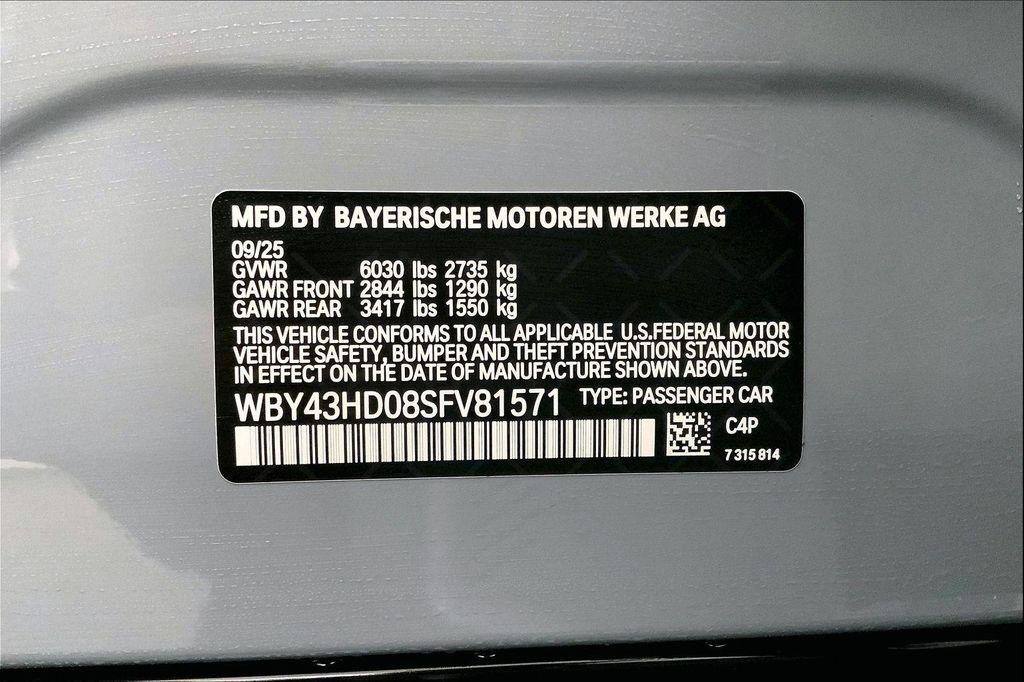 MFD BY BAYERISCHE MOTOREN WERKE AG
09/25
GVWR 6030 lbs 2735 kg
GAWR FRONT 2844 lbs 1290 kg
GAWR REAR 3417 lbs 1550 kg
THIS VEHICLE CONFORMS TO ALL APPLICABLE U.S.FEDERAL MOTOR
VEHICLE SAFETY, BUMPER AND THEFT PREVENTION STANDARDS
IN EFFECT ON THE DATE OF MANUFACTURE SHOWN ABOVE.
WBY43HD08SFV81571 TYPE: PASSENGER CAR
C4P
7 315 814